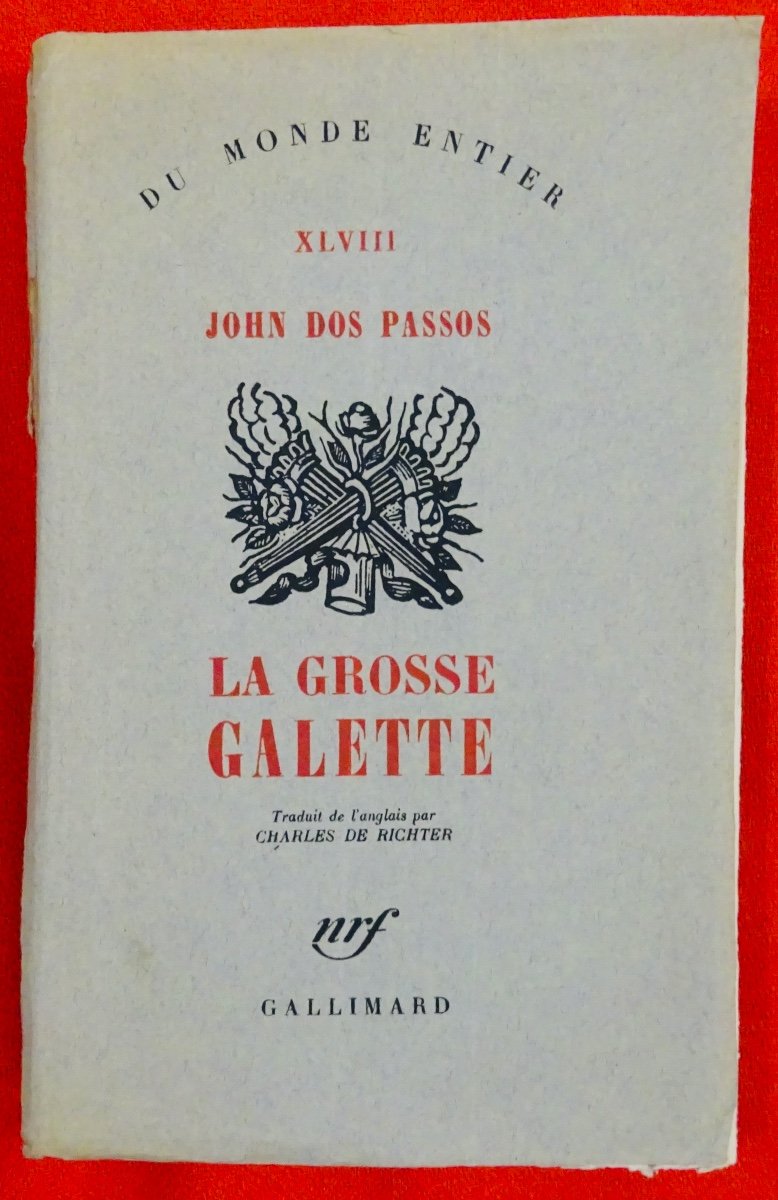 DU MONDE ENTIER
XLVIII
JOHN DOS PASSOS
LA GROSSE
GALETTE
Traduit de l'anglais par
CHARLES DE RICHTER
nrf
GALLIMARD